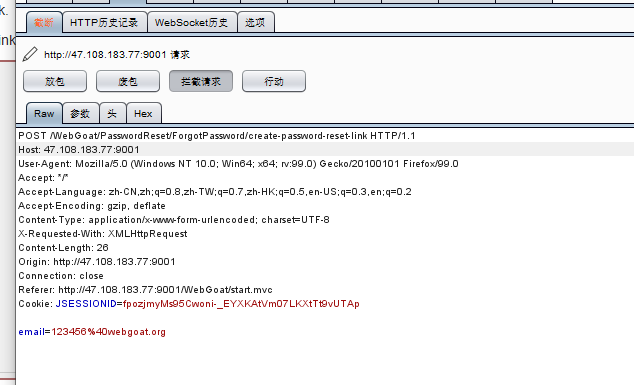 k.
截断 HTTP历史记录 WebSocket历史 选项
ink
http://47.108.183.77:9001 请求
放包 废包 拦截请求 行动
Raw 参数 头 Hex
POST /WebGoat/PasswordReset/ForgotPassword/create-password-reset-link HTTP/1.1
Host: 47.108.183.77:9001
User-Agent: Mozilla/5.0 (Windows NT 10.0; Win64; x64; rv:99.0) Gecko/20100101 Firefox/99.0
Accept: */*
Accept-Language: zh-CN,zh;q=0.8,zh-TW;q=0.7,zh-HK;q=0.5,en-US;q=0.3,en;q=0.2
Accept-Encoding: gzip, deflate
Content-Type: application/x-www-form-urlencoded; charset=UTF-8
X-Requested-With: XMLHttpRequest
Content-Length: 26
Origin: http://47.108.183.77:9001
Connection: close
Referer: http://47.108.183.77:9001/WebGoat/start.mvc
Cookie: JSESSIONID=fpozjmyMs95Cwoni-_EYXKAtVm07LKXtTt9vUTAp
email=123456%40webgoat.org